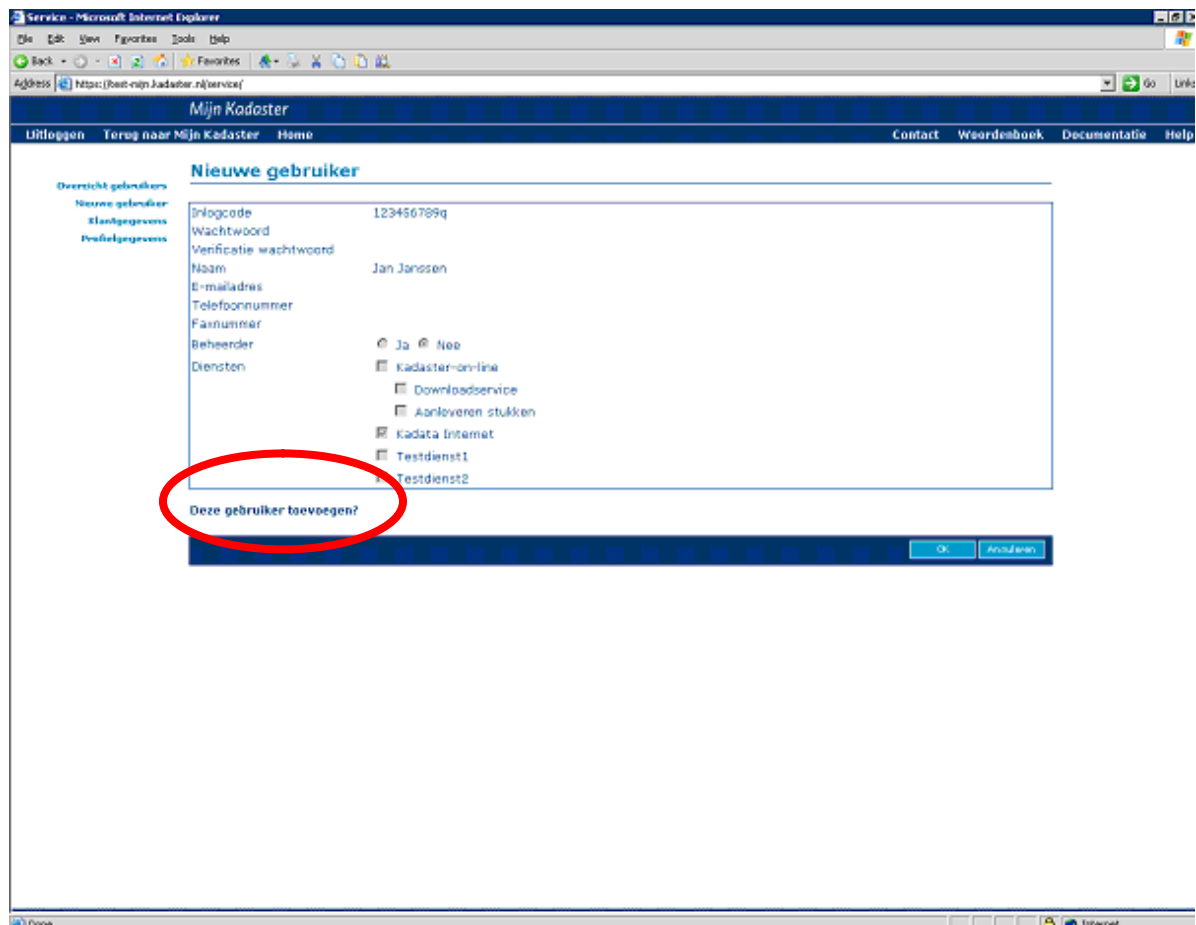 Service - Microsoft Internet Explorer
File Edit View Favorites Tools Help
Back Favorites
Address https://test-mijn.kadaster.nl/service/ Go Links
Mijn Kadaster
Uitloggen Terug naar Mijn Kadaster Home Contact Woordenboek Documentatie Help
Nieuwe gebruiker
Overzicht gebruikers
Nieuwe gebruiker
Klantgegevens
Profielgegevens
Inlogcode 123456789q
Wachtwoord
Verificatie wachtwoord
Naam Jan Janssen
E-mailadres
Telefoonnummer
Faxnummer
Beheerder Ja Nee
Diensten Kadaster-on-line
Downloadservice
Aanleveren stukken
Kadata Internet
Testdienst1
Testdienst2
Deze gebruiker toevoegen?
OK Annuleren
Done Internet